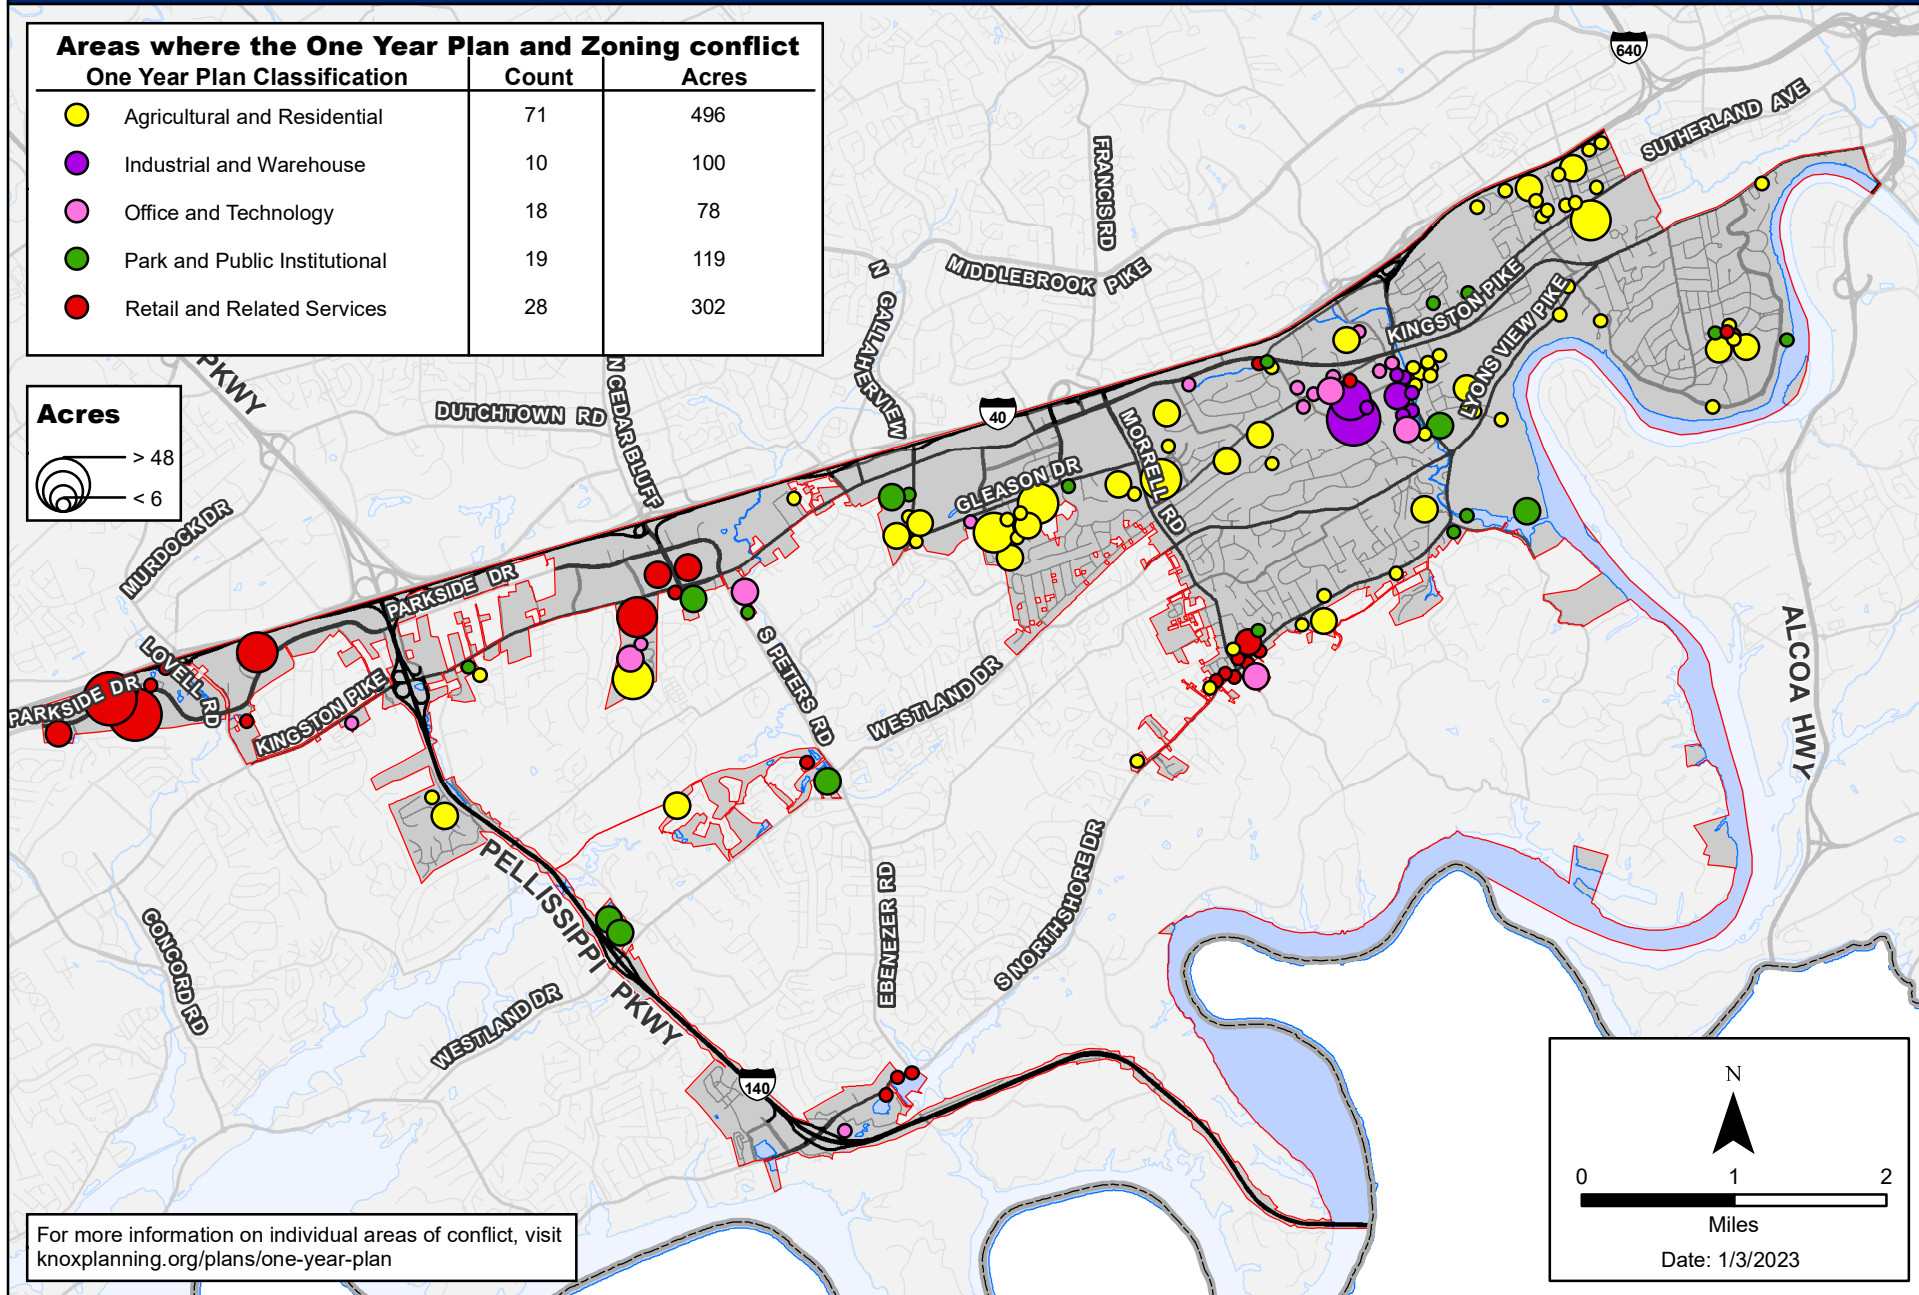 Areas where the One Year Plan and Zoning conflict
One Year Plan Classification Count Acres
Agricultural and Residential 71 496
Industrial and Warehouse 10 100
Office and Technology 18 78
Park and Public Institutional 19 119
Retail and Related Services 28 302
Acres
> 48
< 6
640
SUTHERLAND AVE
FRANCIS RD
MIDDLEBROOK PIKE
N GALLAHER VIEW
KINGSTON PIKE
LYONS VIEW PIKE
PKWY
DUTCHTOWN RD
N CEDAR BLUFF
40
MORRELL RD
GLEASON DR
MURDOCK DR
PARKSIDE DR
LOVELL RD
PARKSIDE DR
KINGSTON PIKE
S PETERS RD
WESTLAND DR
ALCOA HWY
PELLISSIPPI PKWY
EBENEZER RD
S NORTHSHORE DR
CONCORD RD
WESTLAND DR
140
N
0 1 2
Miles
Date: 1/3/2023
For more information on individual areas of conflict, visit
knoxplanning.org/plans/one-year-plan